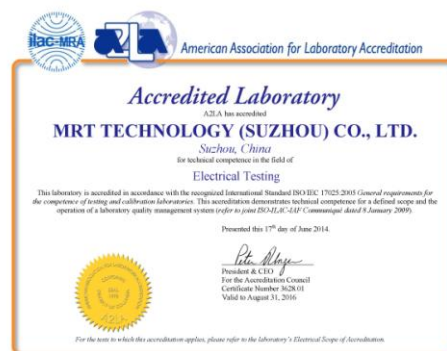 ilac-MRA
A2LA
American Association for Laboratory Accreditation
Accredited Laboratory
A2LA has accredited
MRT TECHNOLOGY (SUZHOU) CO., LTD.
Suzhou, China
for technical competence in the field of
Electrical Testing
This laboratory is accredited in accordance with the recognized International Standard ISO/IEC 17025:2005 General requirements for
the competence of testing and calibration laboratories. This accreditation demonstrates technical competence for a defined scope and the
operation of a laboratory quality management system (refer to joint ISO-ILAC-IAF Communiqué dated 8 January 2009).
Presented this 17th day of June 2014.
President & CEO
For the Accreditation Council
Certificate Number 3628.01
Valid to August 31, 2016
A2LA
For the tests to which this accreditation applies, please refer to the laboratory's Electrical Scope of Accreditation.